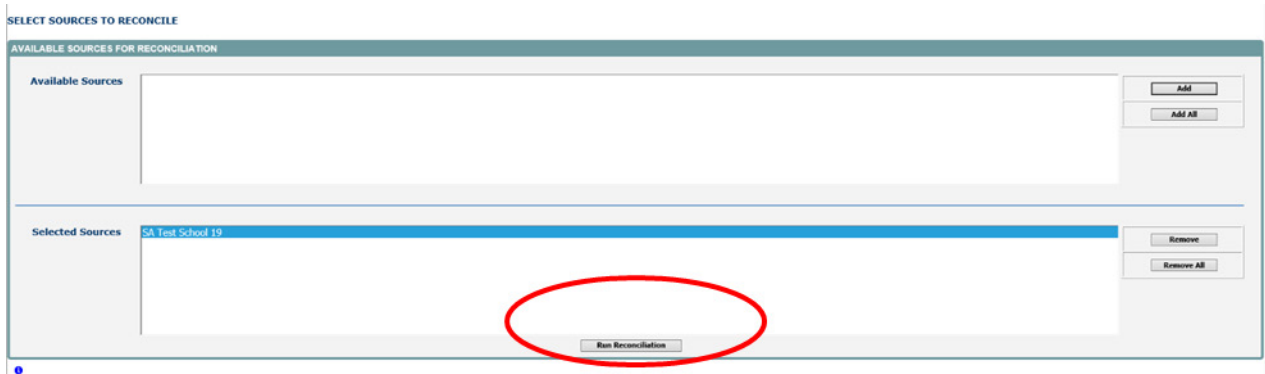 SELECT SOURCES TO RECONCILE
AVAILABLE SOURCES FOR RECONCILIATION
Available Sources
Add
Add All
Selected Sources
SA Test School 19
Remove
Remove All
Run Reconciliation